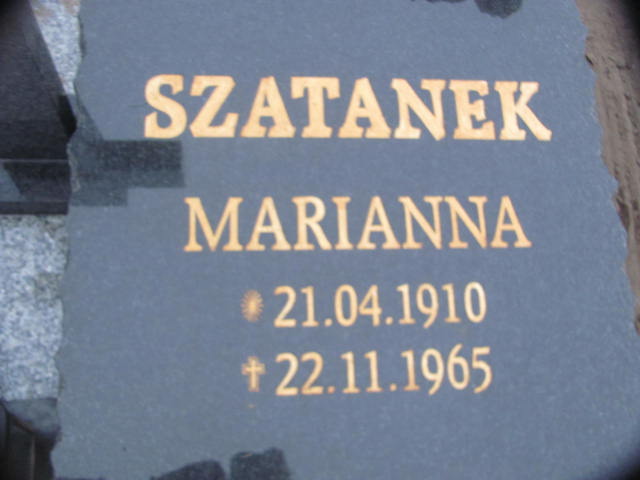 SZATANEK
MARIANNA
21.04.1910
✝ 22.11.1965